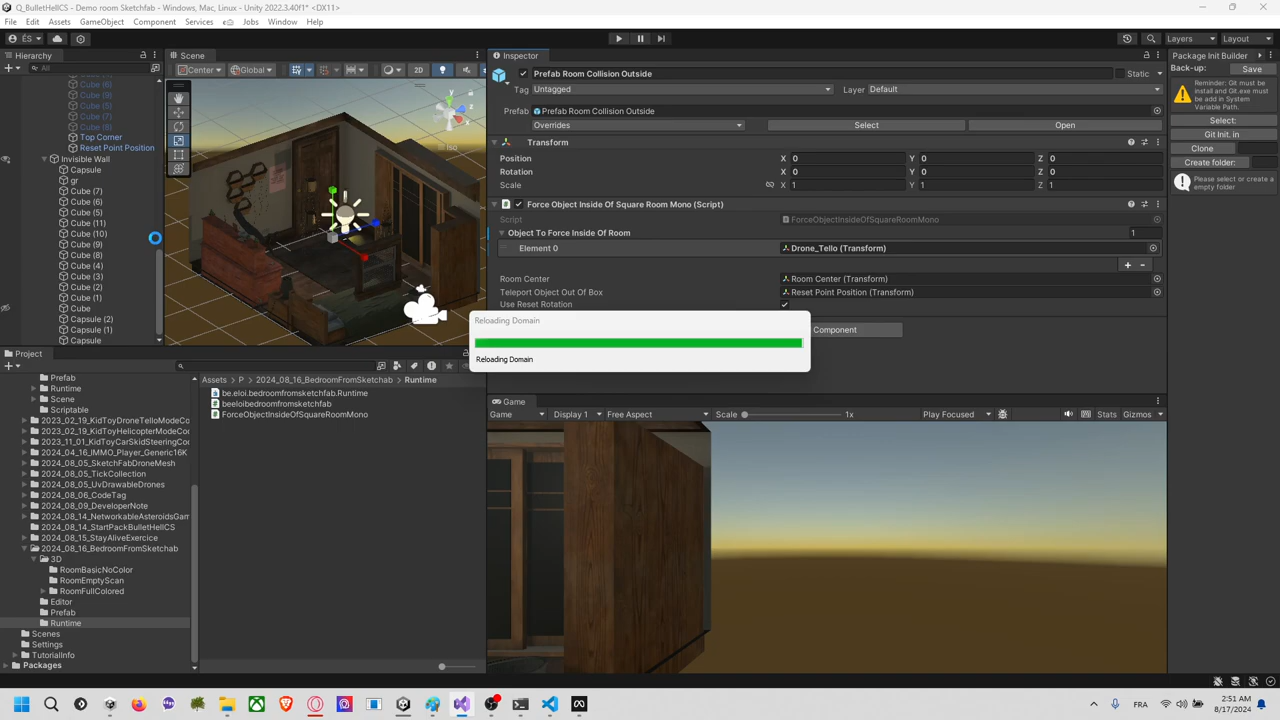 Q_BulletHellCS - Demo room Sketchfab - Windows, Mac, Linux - Unity 2022.3.40f1* <DX11>
File Edit Assets GameObject Component Services Jobs Window Help
ÉS Layers Layout
Hierarchy
All
Cube (6)
Cube (9)
Cube (5)
Cube (7)
Cube (8)
Top Corner
Reset Point Position
Invisible Wall
Capsule
gr
Cube (7)
Cube (6)
Cube (5)
Cube (11)
Cube (10)
Cube (9)
Cube (8)
Cube (4)
Cube (3)
Cube (2)
Cube (1)
Cube
Capsule (2)
Capsule (1)
Capsule
Scene
Center Global 2D
y
Iso
Inspector
Prefab Room Collision Outside Static
Tag Untagged Layer Default
Prefab Prefab Room Collision Outside
Overrides Select Open
Transform
Position X 0 Y 0 Z 0
Rotation X 0 Y 0 Z 0
Scale X 1 Y 1 Z 1
Force Object Inside Of Square Room Mono (Script)
Script ForceObjectInsideOfSquareRoomMono
Object To Force Inside Of Room 1
Element 0 Drone_Tello (Transform)
Room Center Room Center (Transform)
Teleport Object Out Of Box Reset Point Position (Transform)
Use Reset Rotation
Component
Reloading Domain
Reloading Domain
Package Init Builder
Back-up: Save
Reminder: Git must be install and Git.exe must be add in System Variable Path.
Select:
Git Init. in
Clone
Create folder:
Please select or create a empty folder
Project
Prefab
Runtime
Scene
Scriptable
2023_02_19_KidToyDroneTelloModeCo
2023_02_19_KidToyHelicopterModeCo
2023_11_01_KidToyCarSkidSteeringCo
2024_04_16_IMMO_Player_Generic16K
2024_08_05_SketchFabDroneMesh
2024_08_05_TickCollection
2024_08_05_UvDrawableDrones
2024_08_06_CodeTag
2024_08_09_DeveloperNote
2024_08_14_NetworkableAsteroidsGam
2024_08_14_StartPackBulletHellCS
2024_08_15_StayAliveExercice
2024_08_16_BedroomFromSketchab
3D
RoomBasicNoColor
RoomEmptyScan
RoomFullColored
Editor
Prefab
Runtime
Scenes
Settings
TutorialInfo
Packages
Assets P 2024_08_16_BedroomFromSketchab Runtime
be.eloi.bedroomfromsketchfab.Runtime
beeloibedroomfromsketchfab
ForceObjectInsideOfSquareRoomMono
Game
Game Display 1 Free Aspect Scale 1x Play Focused Stats Gizmos
FRA
2:51 AM
8/17/2024